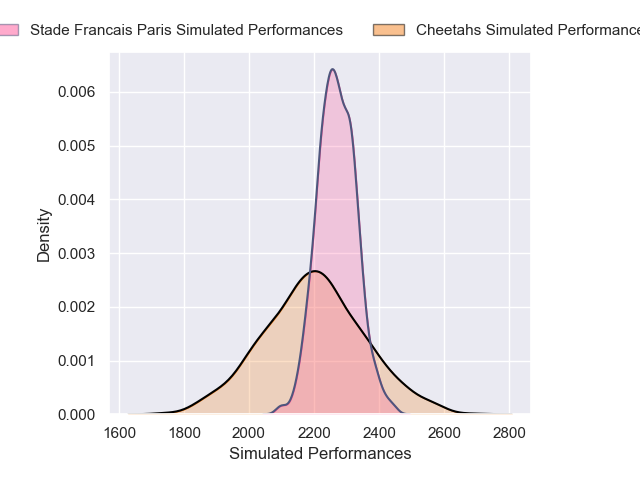 Stade Francais Paris Simulated Performances
Cheetahs Simulated Performance
0.006
0.005
0.004
0.003
0.002
0.001
0.000
Density
1600 1800 2000 2200 2400 2600 2800
Simulated Performances